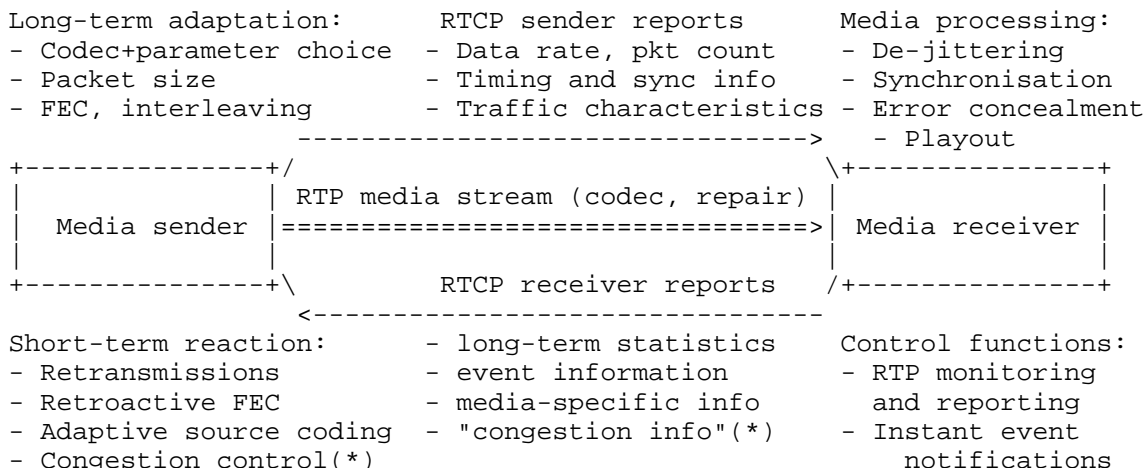 Long-term adaptation:       RTCP sender reports      Media processing:
- Codec+parameter choice  - Data rate, pkt count     - De-jittering
- Packet size             - Timing and sync info     - Synchronisation
- FEC, interleaving       - Traffic characteristics - Error concealment
                   -------------------------------->     - Playout
+---------------+/                                  \+---------------+
|               | RTP media stream (codec, repair) |                |
|  Media sender |=================================>| Media receiver |
|               |                                  |                |
+---------------+\         RTCP receiver reports   /+---------------+
                   <--------------------------------
Short-term reaction:      - long-term statistics     Control functions:
- Retransmissions         - event information        - RTP monitoring
- Retroactive FEC         - media-specific info        and reporting
- Adaptive source coding  - "congestion info"(*)     - Instant event
- Congestion control(*)                                notifications